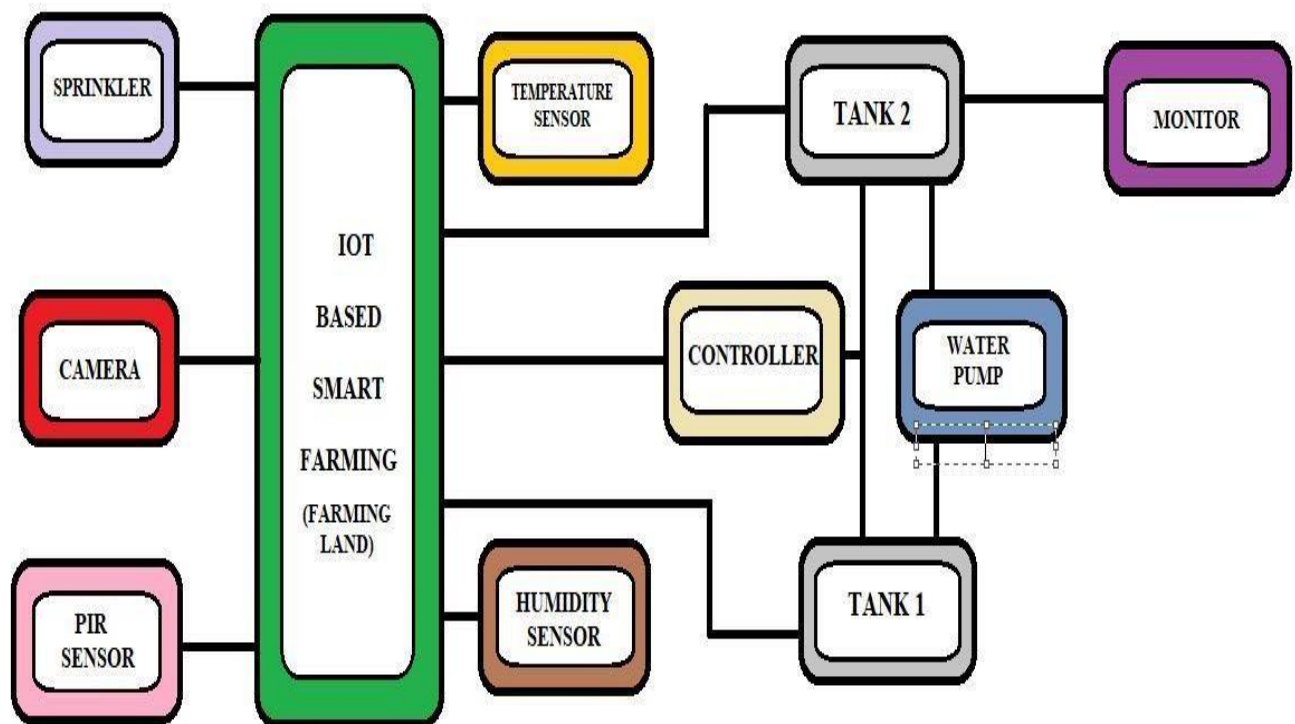 SPRINKLER
CAMERA
PIR
SENSOR
IOT
BASED
SMART
FARMING
(FARMING
LAND)
TEMPERATURE
SENSOR
HUMIDITY
SENSOR
CONTROLLER
TANK 2
WATER
PUMP
TANK 1
MONITOR